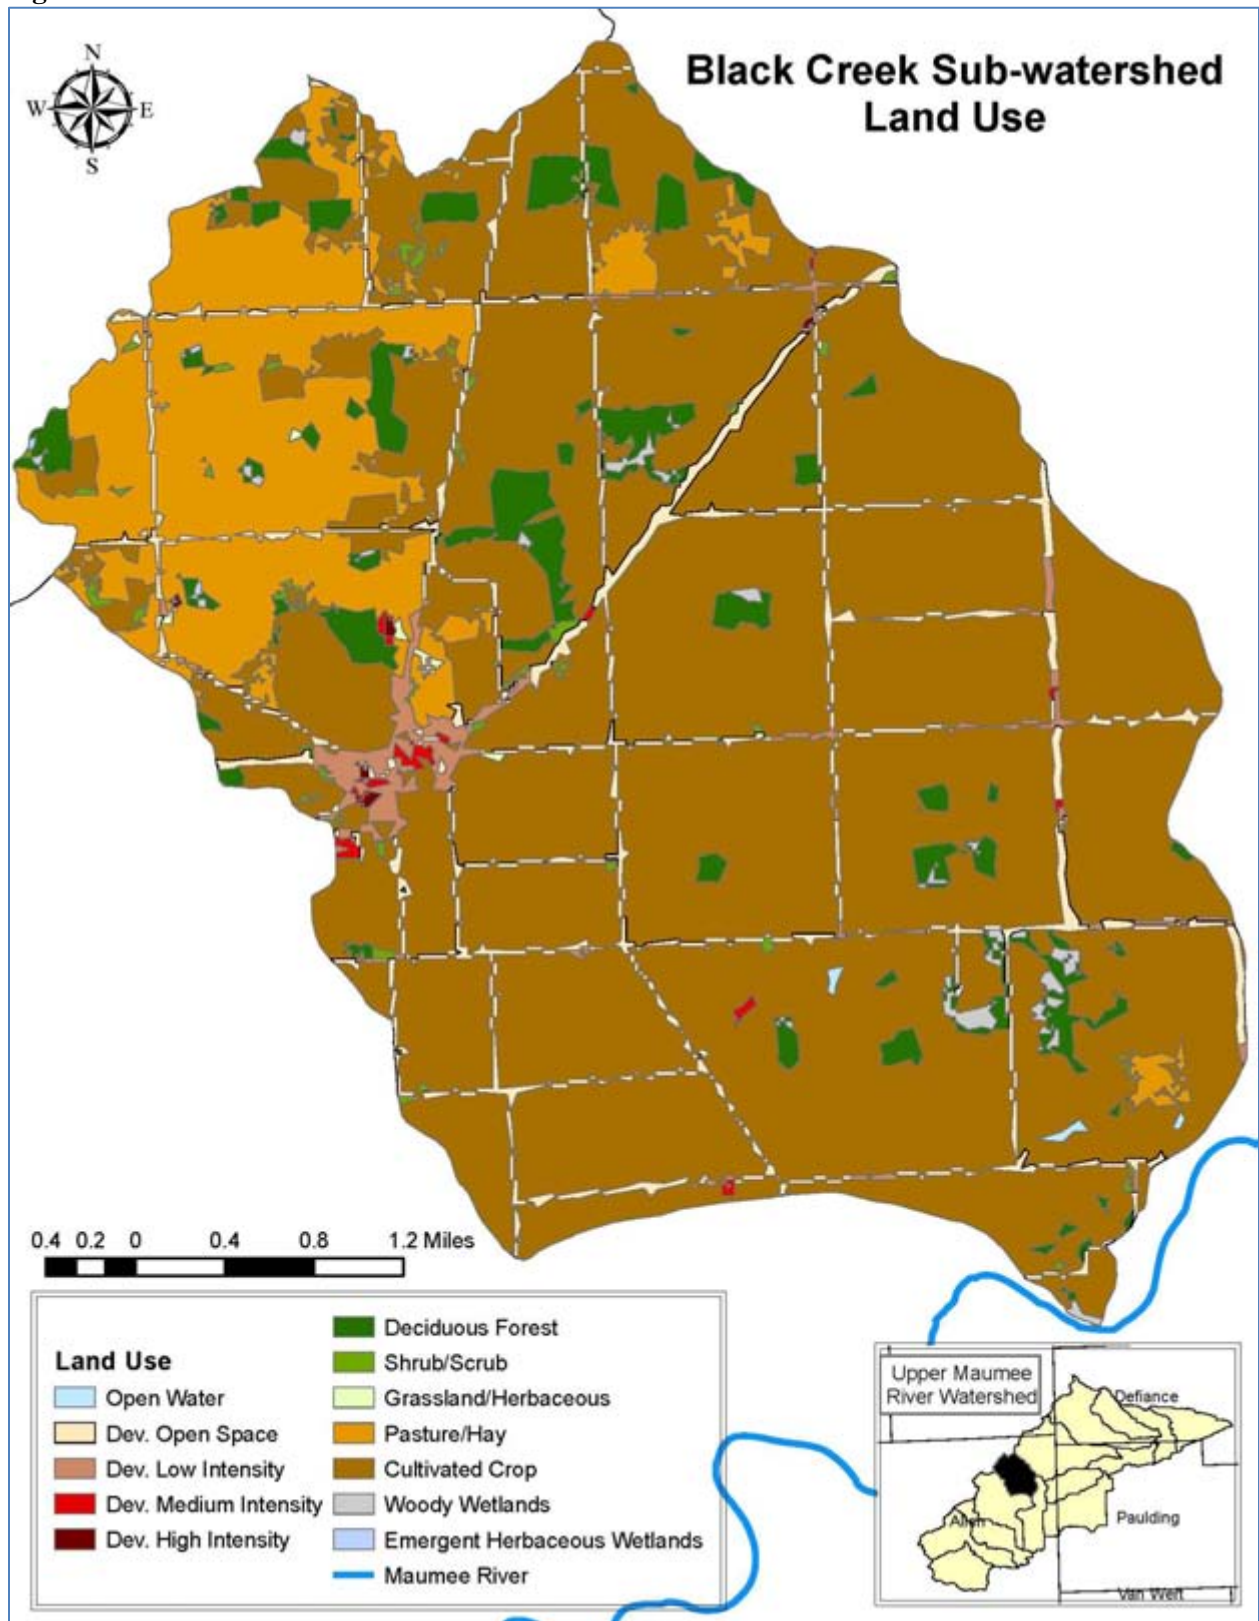 Black Creek Sub-watershed
Land Use
N
W
E
S
0.4 0.2 0 0.4 0.8 1.2 Miles
Land Use
Open Water
Dev. Open Space
Dev. Low Intensity
Dev. Medium Intensity
Dev. High Intensity
Deciduous Forest
Shrub/Scrub
Grassland/Herbaceous
Pasture/Hay
Cultivated Crop
Woody Wetlands
Emergent Herbaceous Wetlands
Maumee River
Upper Maumee
River Watershed
Defiance
Allen
Paulding
Van Wert